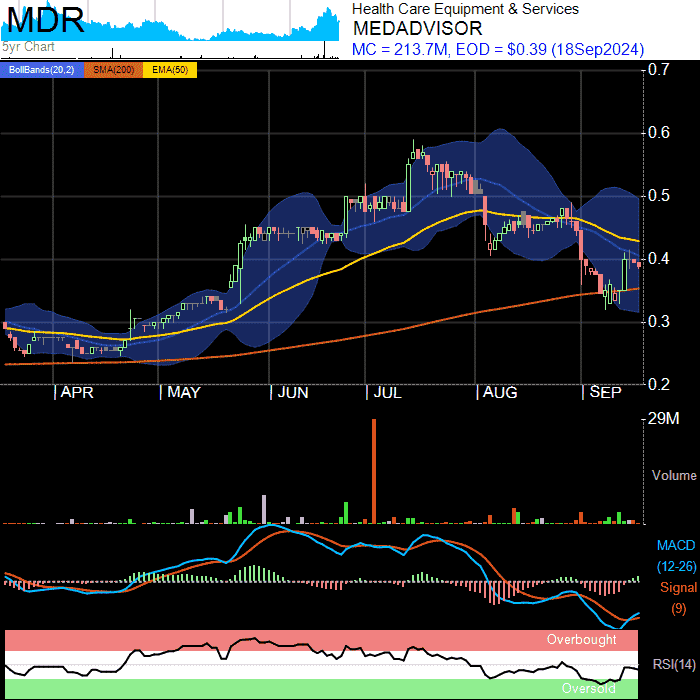 MDR
5yr Chart
Health Care Equipment & Services
MEDADVISOR
MC = 213.7M, EOD = $0.39 (18Sep2024)
BollBands(20,2) SMA(200) EMA(50)
0.7
0.6
0.5
0.4
0.3
0.2
APR MAY JUN JUL AUG SEP
29M
Volume
MACD
(12-26)
Signal
(9)
Overbought
RSI(14)
Oversold